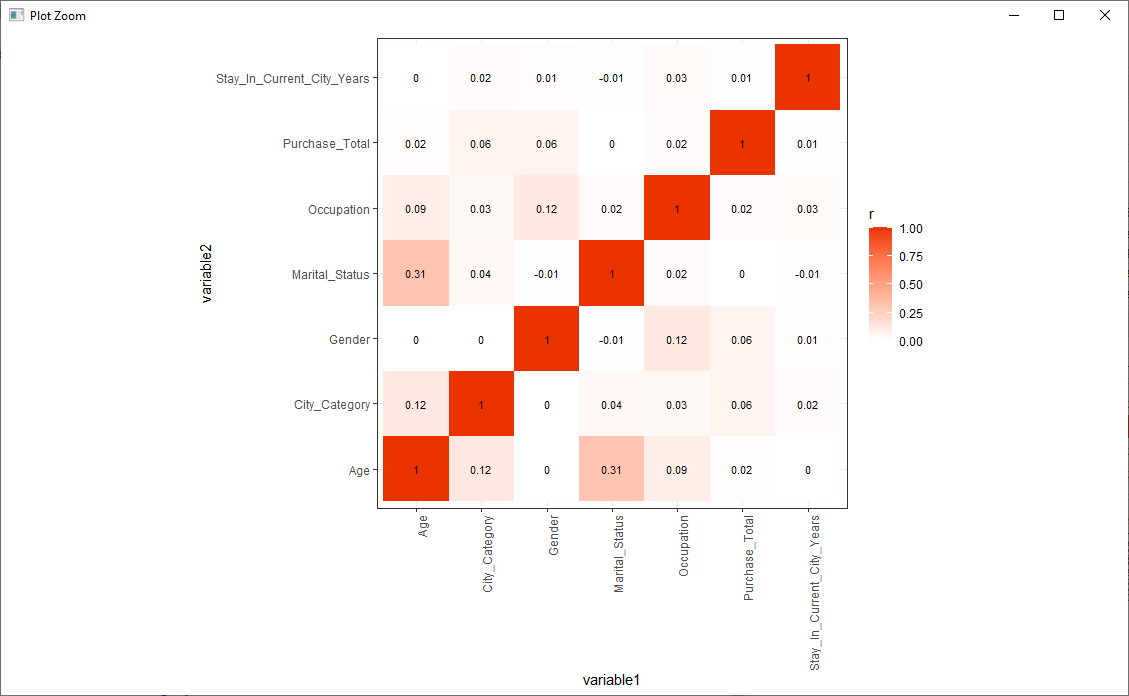 Plot Zoom
Stay_In_Current_City_Years 0 0.02 0.01 -0.01 0.03 0.01 1
Purchase_Total 0.02 0.06 0.06 0 0.02 1 0.01
Occupation 0.09 0.03 0.12 0.02 1 0.02 0.03
Marital_Status 0.31 0.04 -0.01 1 0.02 0 -0.01
Gender 0 0 1 -0.01 0.12 0.06 0.01
City_Category 0.12 1 0 0.04 0.03 0.06 0.02
Age 1 0.12 0 0.31 0.09 0.02 0
variable2
Age
City_Category
Gender
Marital_Status
Occupation
Purchase_Total
Stay_In_Current_City_Years
variable1
r
1.00
0.75
0.50
0.25
0.00